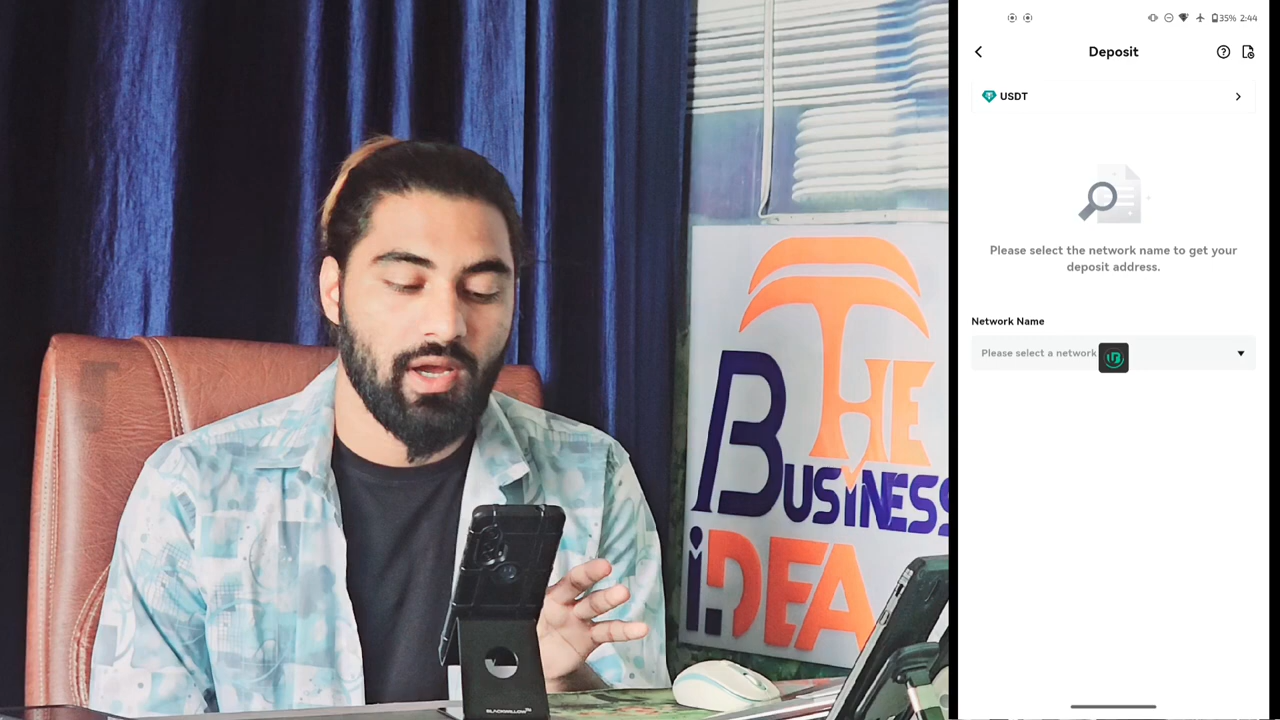 THE
BUSINESS
iDEA
BLACKWILLOW
35% 2:44
Deposit
USDT
Please select the network name to get your
deposit address.
Network Name
Please select a network